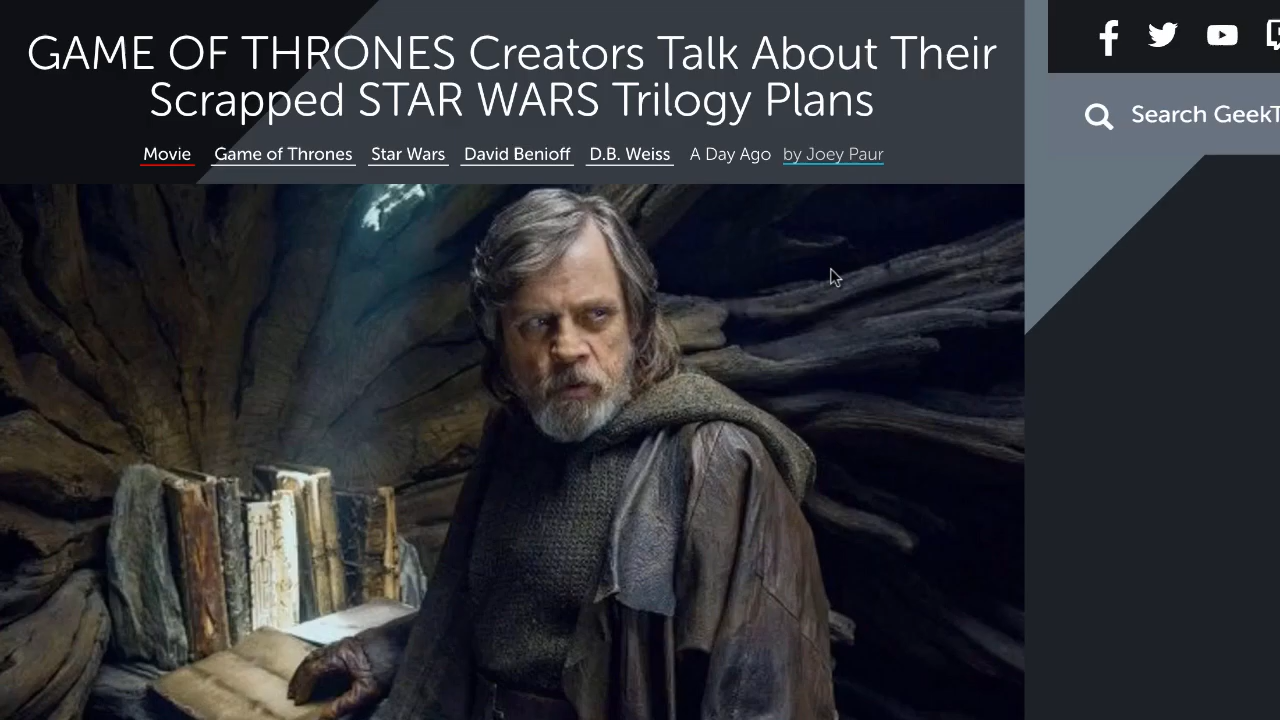 GAME OF THRONES Creators Talk About Their
Scrapped STAR WARS Trilogy Plans
Movie Game of Thrones Star Wars David Benioff D.B. Weiss A Day Ago by Joey Paur
Search GeekT